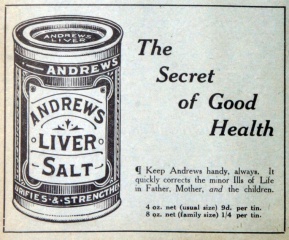 ANDREWS
LIVER
ANDREWS
ANDREWS
LIVER
SALT
RIFIES & STRENGTHEN
The
Secret
of Good
Health
¶ Keep Andrews handy, always. It
quickly corrects the minor Ills of Life
in Father, Mother, and the children.
4 oz. net (usual size) 9d. per tin.
8 oz. net (family size) 1/4 per tin.